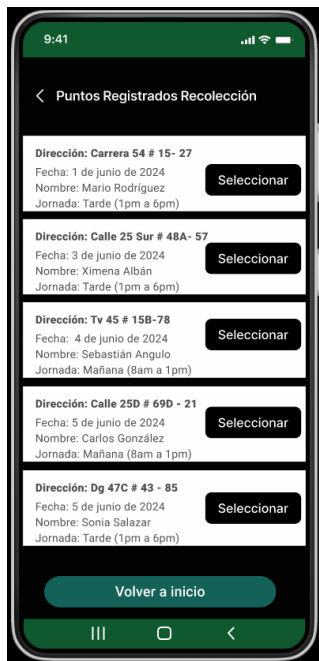 9:41
Puntos Registrados Recolección
Dirección: Carrera 54 # 15- 27
Fecha: 1 de junio de 2024
Nombre: Mario Rodríguez
Jornada: Tarde (1pm a 6pm)
Seleccionar
Dirección: Calle 25 Sur # 48A- 57
Fecha: 3 de junio de 2024
Nombre: Ximena Albán
Jornada: Tarde (1pm a 6pm)
Seleccionar
Dirección: Tv 45 # 15B-78
Fecha: 4 de junio de 2024
Nombre: Sebastián Angulo
Jornada: Mañana (8am a 1pm)
Seleccionar
Dirección: Calle 25D # 69D - 21
Fecha: 5 de junio de 2024
Nombre: Carlos González
Jornada: Mañana (8am a 1pm)
Seleccionar
Dirección: Dg 47C # 43 - 85
Fecha: 5 de junio de 2024
Nombre: Sonia Salazar
Jornada: Tarde (1pm a 6pm)
Seleccionar
Volver a inicio